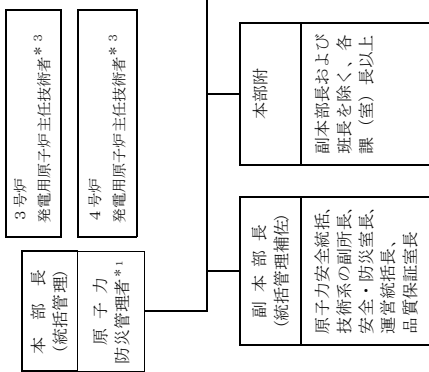 本部長
(統括管理)
原子力
防災管理者*1
3号炉
発電用原子炉主任技術者*3
4号炉
発電用原子炉主任技術者*3
副本部長
(統括管理補佐)
原子力安全統括、
技術系の副所長、
安全・防災室長、
運営統括長、
品質保証室長
本部附
副本部長および
班長を除く、各
課(室)長以上